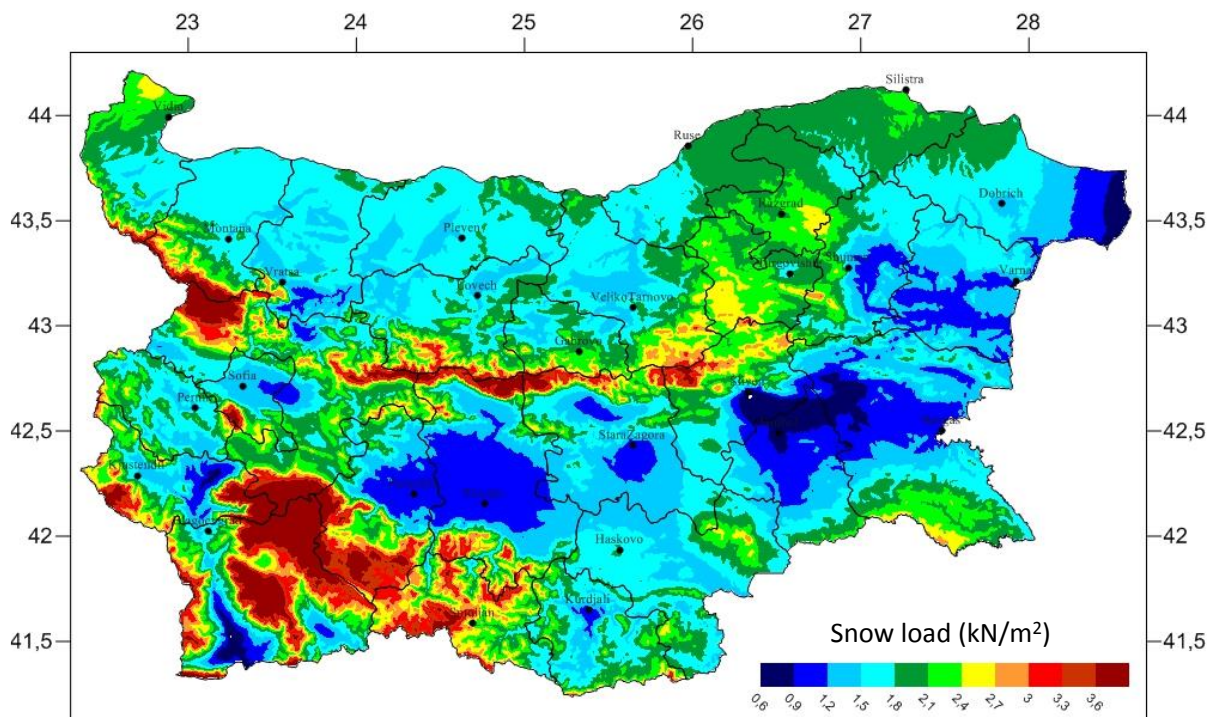 23 24 25 26 27 28
Silistra
44 44
Vidin
Ruse
Dobrich
43,5 Razgrad 43,5
Montana Pleven
Vratsa Varna
Lovech VelikoTarnovo
43 43
Gabrovo
Sofia
Pernik
42,5 StaraZagora 42,5
42 42
Haskovo
Kurdjali
Smoljan
41,5 41,5
Snow load (kN/m²)
0,6 0,9 1,2 1,5 1,8 2,1 2,4 2,7 3 3,3 3,6